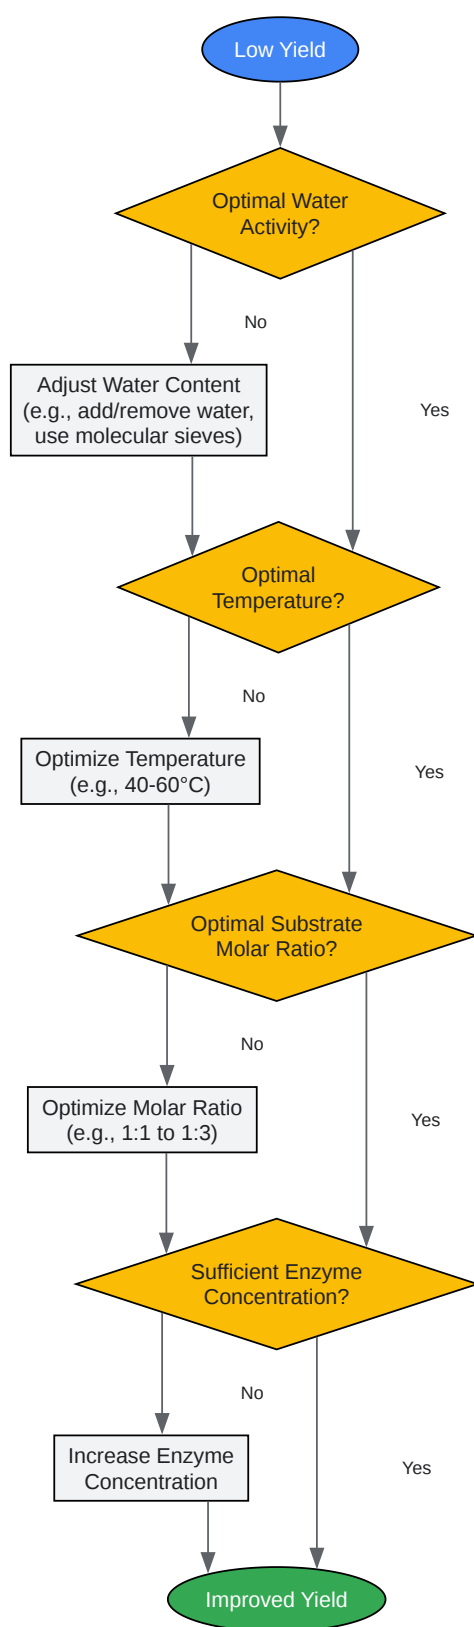 Low Yield
Optimal Water
Activity?
No
Adjust Water Content
(e.g., add/remove water,
use molecular sieves)
Yes
Optimal
Temperature?
No
Optimize Temperature
(e.g., 40-60°C)
Yes
Optimal Substrate
Molar Ratio?
No
Optimize Molar Ratio
(e.g., 1:1 to 1:3)
Yes
Sufficient Enzyme
Concentration?
No
Increase Enzyme
Concentration
Yes
Improved Yield